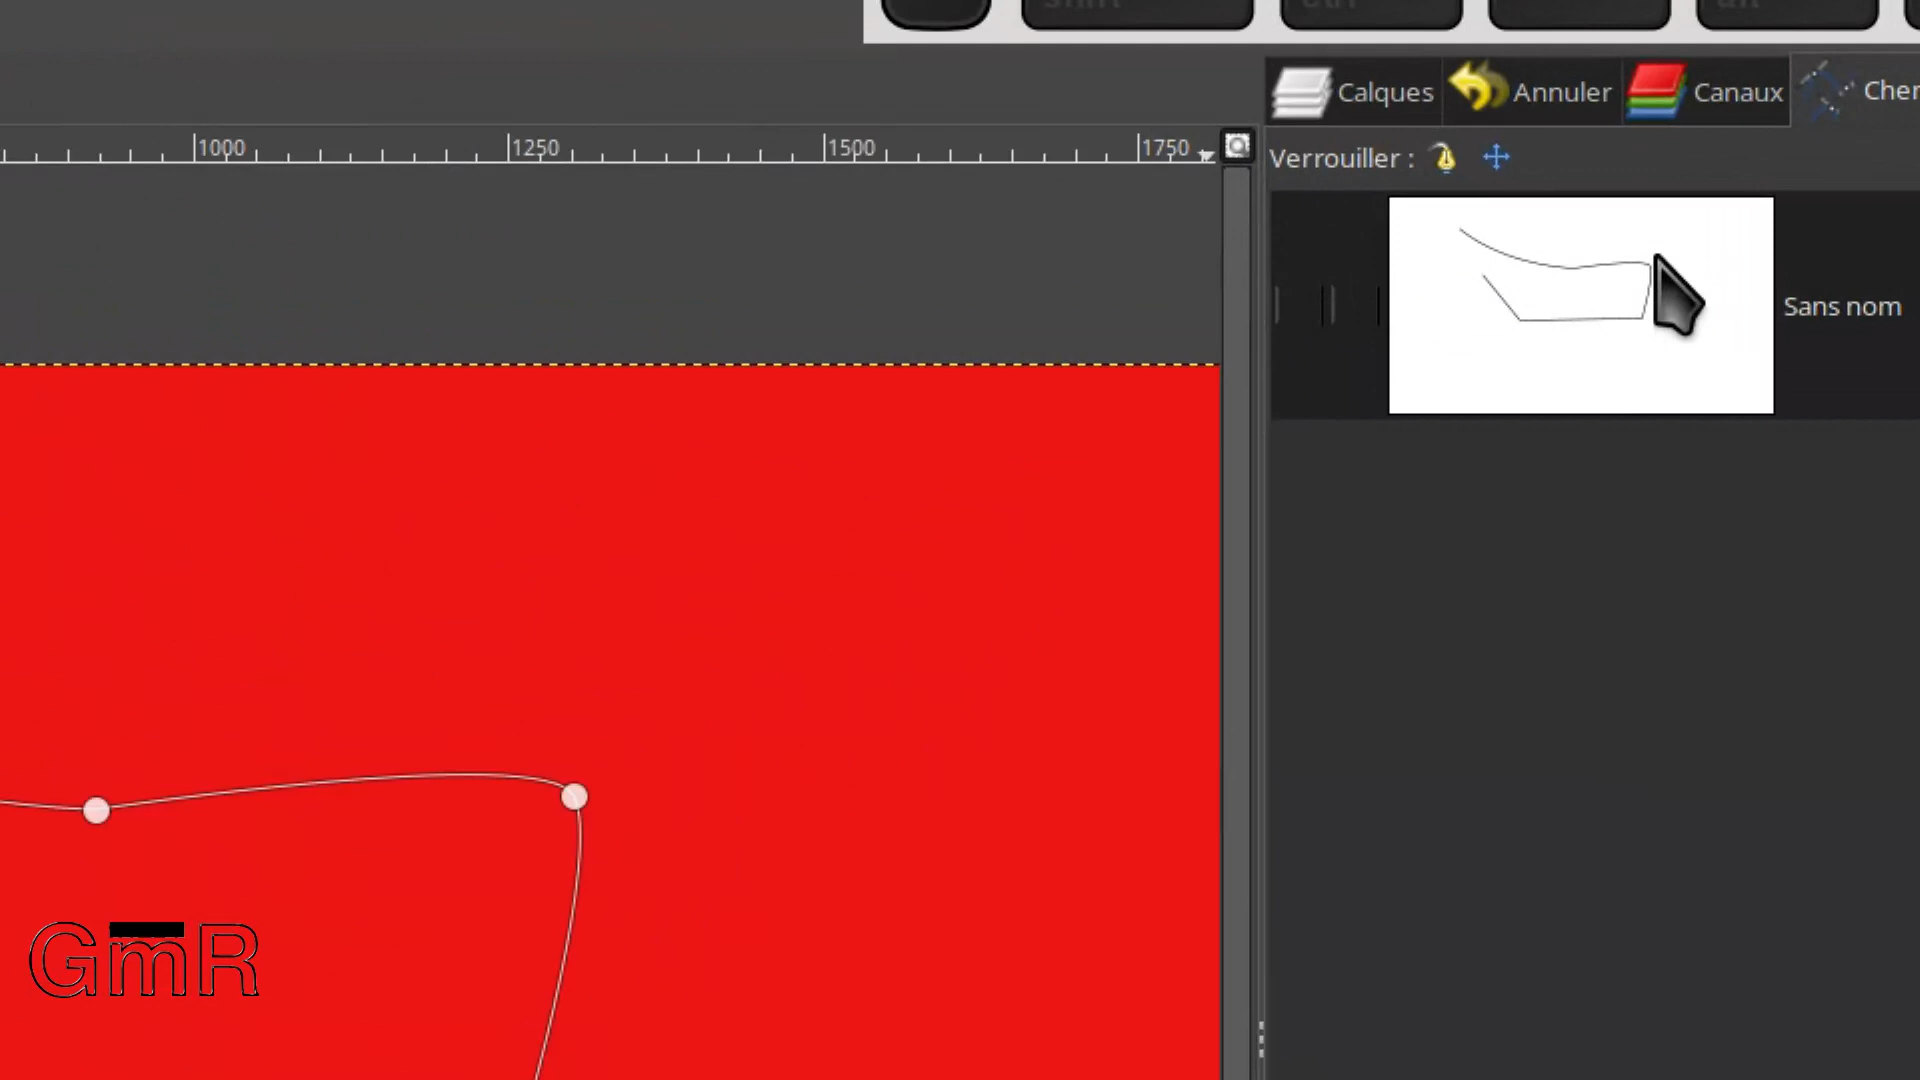 Calques Annuler Canaux Cher
1000 1250 1500 1750
Verrouiller :
Sans nom
GmR